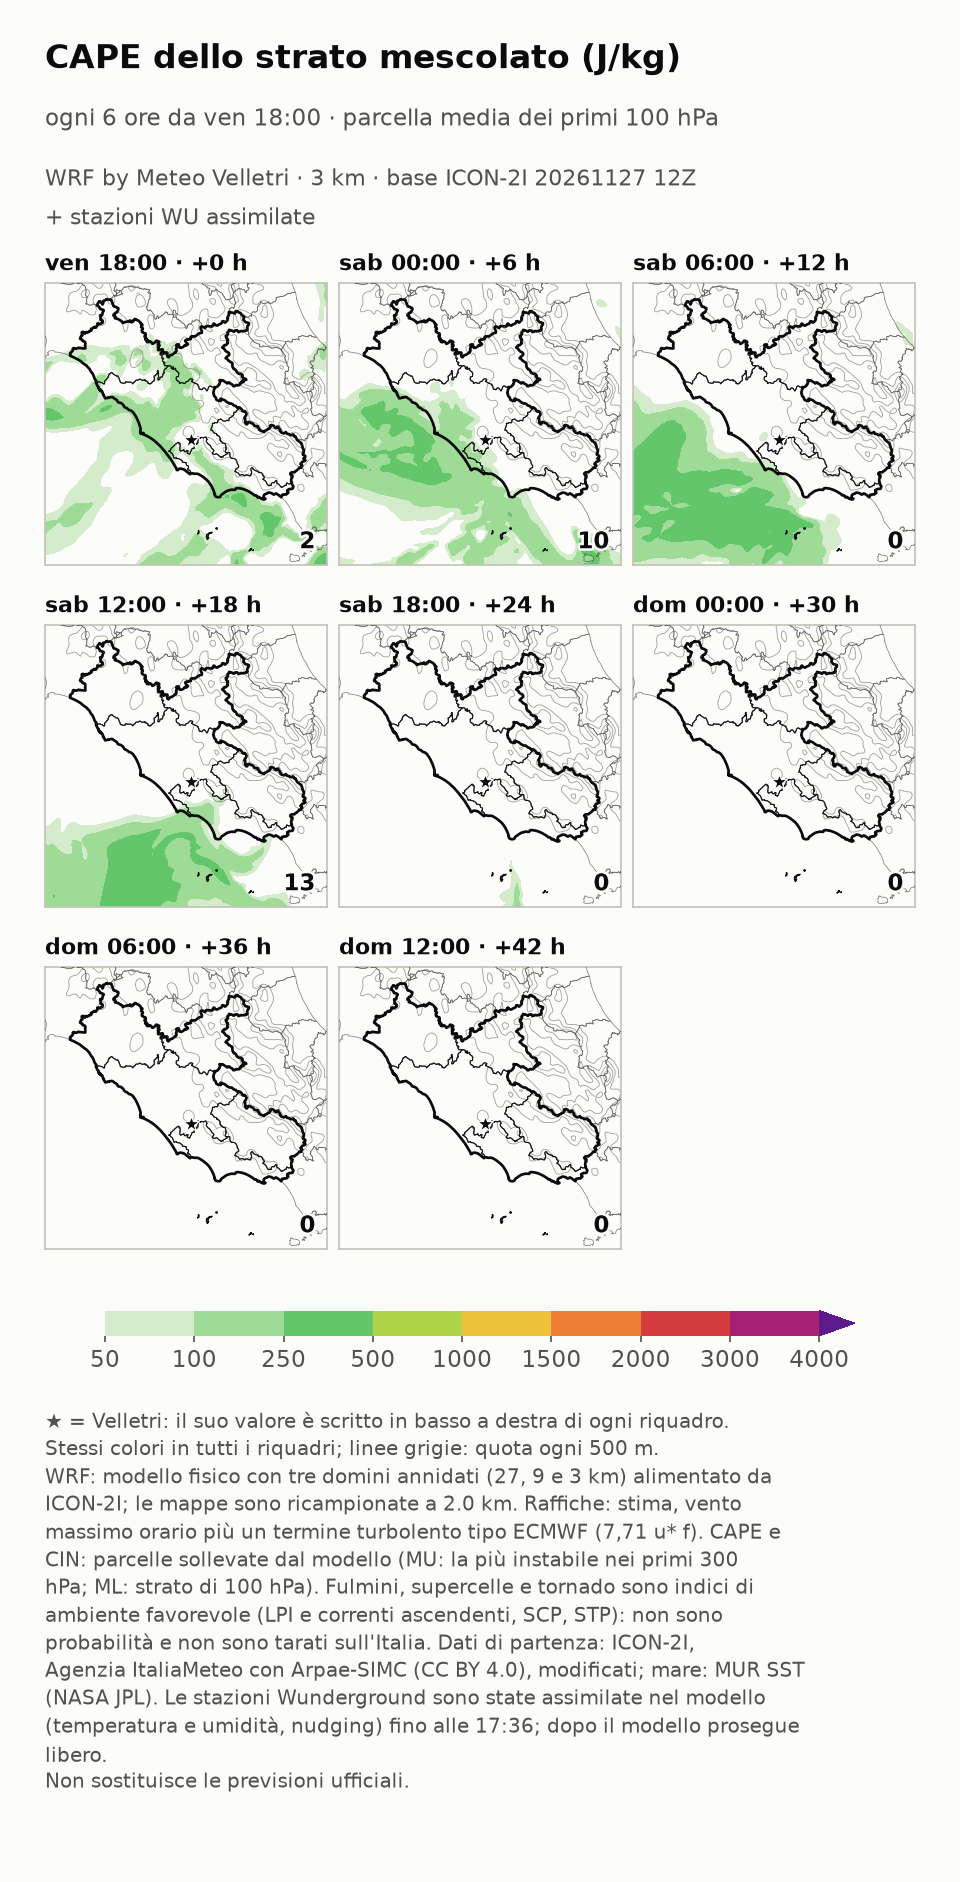 CAPE dello strato mescolato (J/kg)
ogni 6 ore da ven 18:00 · parcella media dei primi 100 hPa
WRF by Meteo Velletri · 3 km · base ICON-2I 20261127 12Z
+ stazioni WU assimilate
ven 18:00 · +0 h
sab 00:00 · +6 h
sab 06:00 · +12 h
2
10
0
sab 12:00 · +18 h
sab 18:00 · +24 h
dom 00:00 · +30 h
13
0
0
dom 06:00 · +36 h
dom 12:00 · +42 h
0
0
50 100 250 500 1000 1500 2000 3000 4000
★ = Velletri: il suo valore è scritto in basso a destra di ogni riquadro.
Stessi colori in tutti i riquadri; linee grigie: quota ogni 500 m.
WRF: modello fisico con tre domini annidati (27, 9 e 3 km) alimentato da
ICON-2I; le mappe sono ricampionate a 2.0 km. Raffiche: stima, vento
massimo orario più un termine turbolento tipo ECMWF (7,71 u* f). CAPE e
CIN: parcelle sollevate dal modello (MU: la più instabile nei primi 300
hPa; ML: strato di 100 hPa). Fulmini, supercelle e tornado sono indici di
ambiente favorevole (LPI e correnti ascendenti, SCP, STP): non sono
probabilità e non sono tarati sull'Italia. Dati di partenza: ICON-2I,
Agenzia ItaliaMeteo con Arpae-SIMC (CC BY 4.0), modificati; mare: MUR SST
(NASA JPL). Le stazioni Wunderground sono state assimilate nel modello
(temperatura e umidità, nudging) fino alle 17:36; dopo il modello prosegue
libero.
Non sostituisce le previsioni ufficiali.